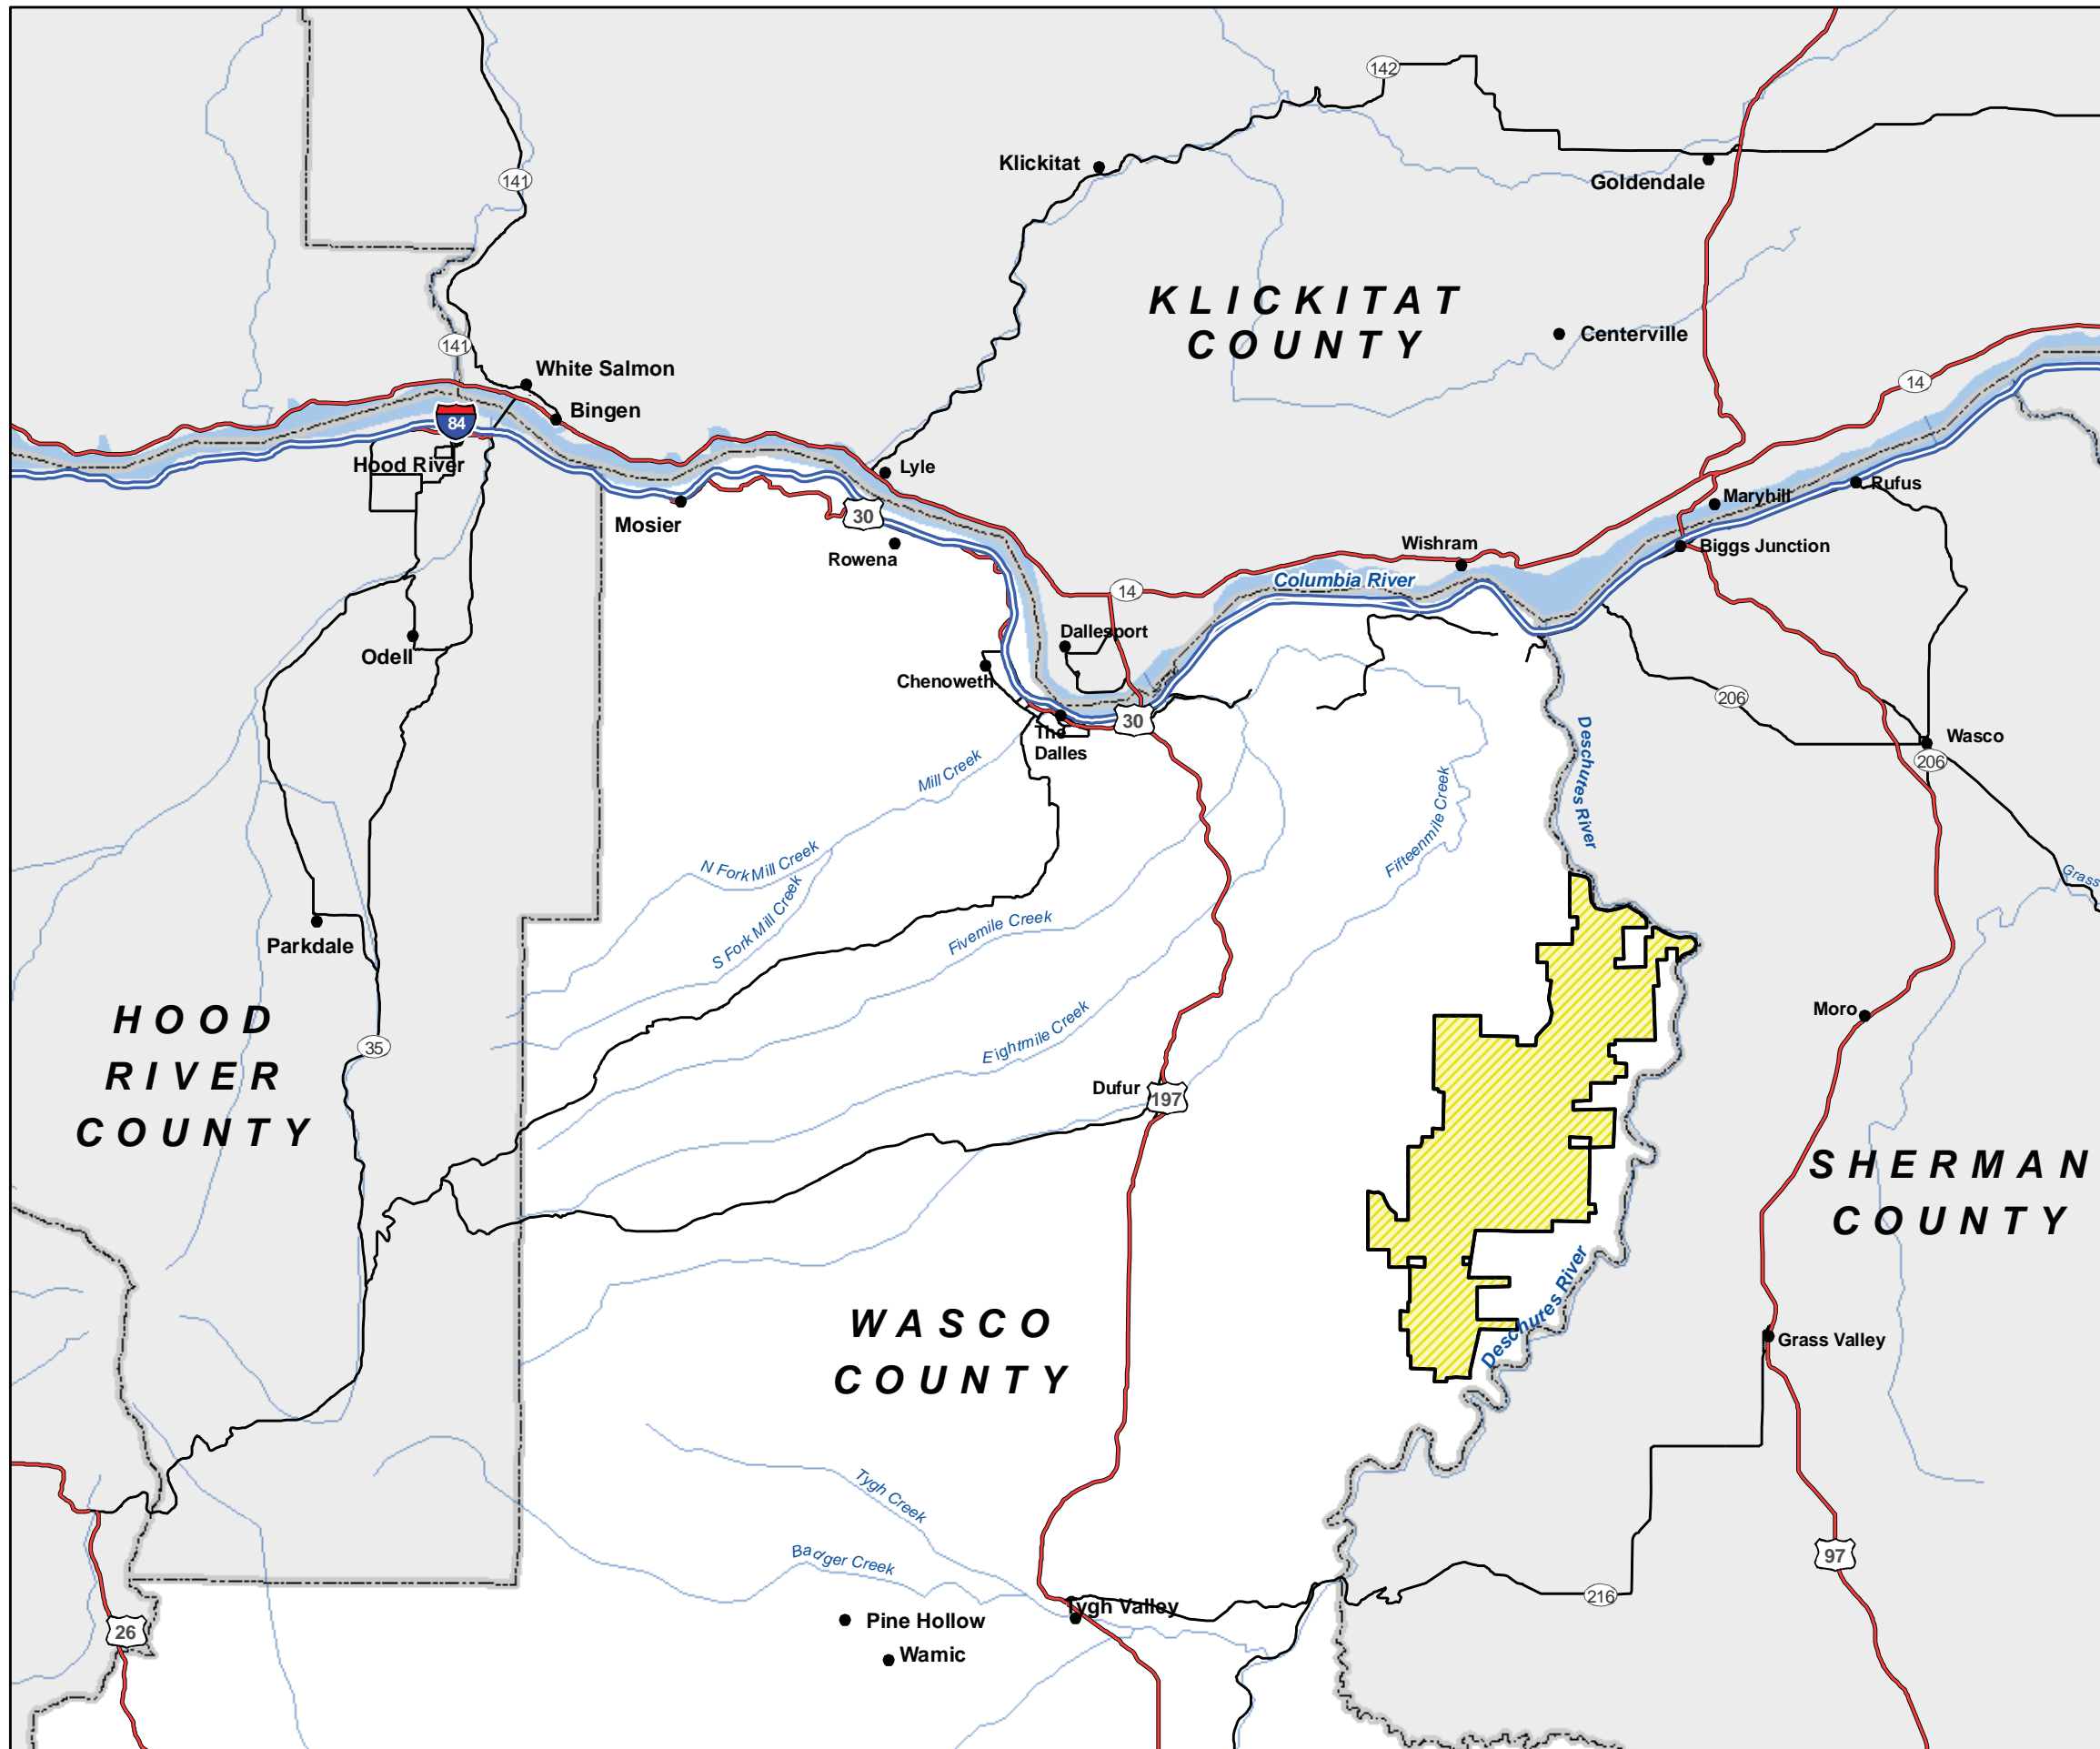 142
Klickitat
Goldendale
141
KLICKITAT
COUNTY
Centerville
141
White Salmon
14
Bingen
84
Hood River
Lyle
Rufus
Maryhill
Mosier
30
Biggs Junction
Rowena
Wishram
Columbia River
14
Dallesport
Odell
Chenoweth
206
30
The
Dalles
Deschutes River
Wasco
206
Mill Creek
Fifteenmile Creek
N Fork Mill Creek
S Fork Mill Creek
Grass
Fivemile Creek
Parkdale
HOOD
RIVER
COUNTY
35
Eightmile Creek
Moro
Dufur
197
SHERMAN
COUNTY
Deschutes River
WASCO
COUNTY
Grass Valley
Tygh Creek
Badger Creek
97
216
Tygh Valley
Pine Hollow
26
Wamic